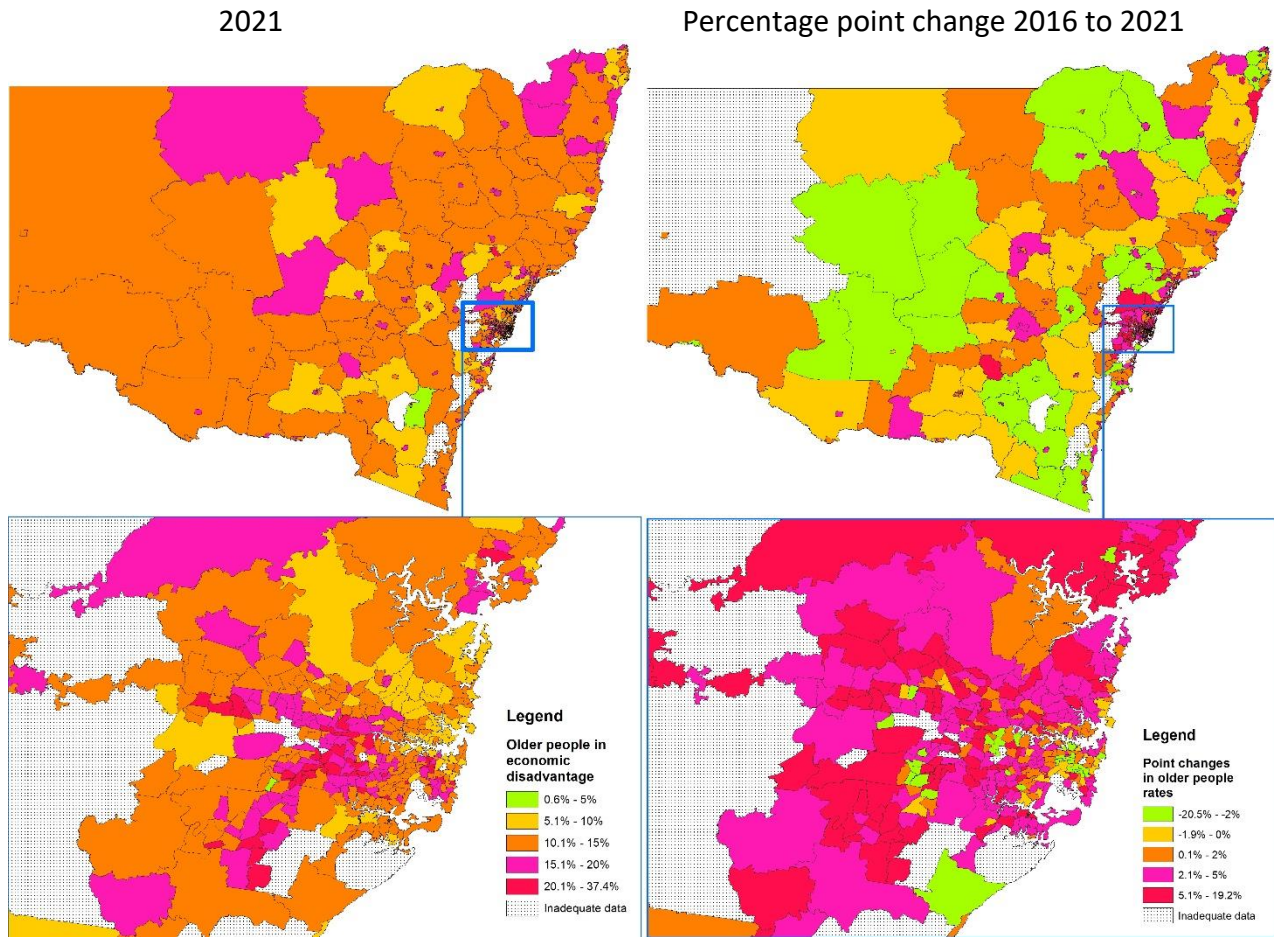 2021
Percentage point change 2016 to 2021
Legend
Older people in
economic
disadvantage
0.6% - 5%
5.1% - 10%
10.1% - 15%
15.1% - 20%
20.1% - 37.4%
Inadequate data
Legend
Point changes
in older people
rates
-20.5% - -2%
-1.9% - 0%
0.1% - 2%
2.1% - 5%
5.1% - 19.2%
Inadequate data